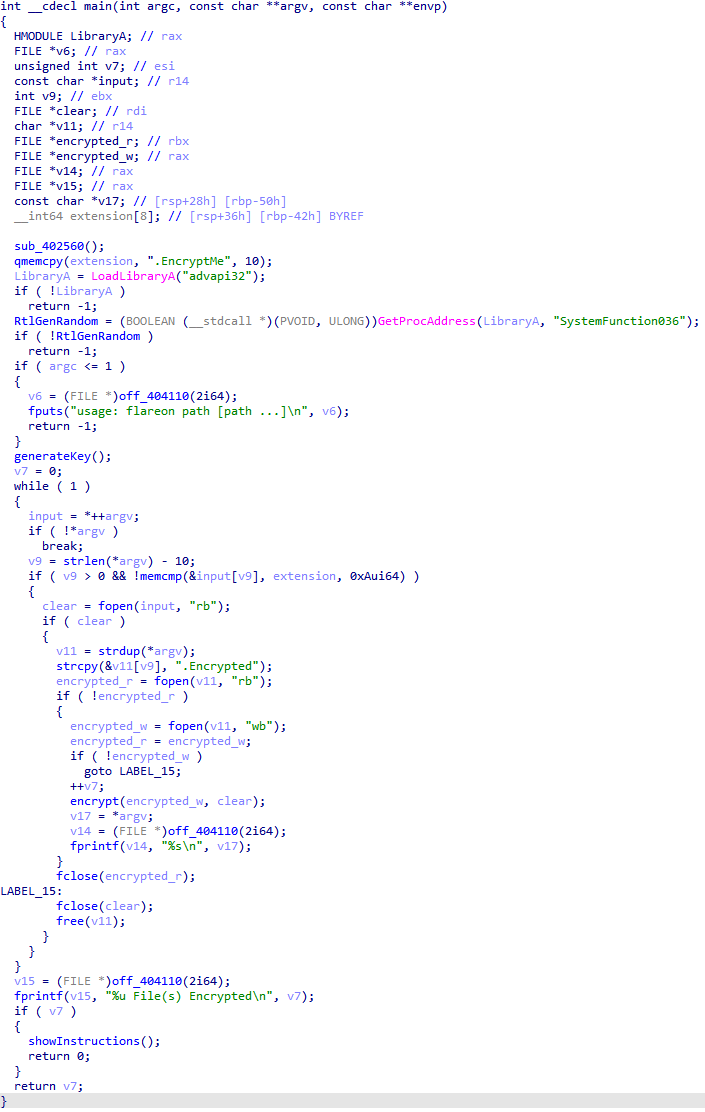 int __cdecl main(int argc, const char **argv, const char **envp)
{
  HMODULE LibraryA; // rax
  FILE *v6; // rax
  unsigned int v7; // esi
  const char *input; // r14
  int v9; // ebx
  FILE *clear; // rdi
  char *v11; // r14
  FILE *encrypted_r; // rbx
  FILE *encrypted_w; // rax
  FILE *v14; // rax
  FILE *v15; // rax
  const char *v17; // [rsp+28h] [rbp-50h]
  __int64 extension[8]; // [rsp+36h] [rbp-42h] BYREF

  sub_402560();
  qmemcpy(extension, ".EncryptMe", 10);
  LibraryA = LoadLibraryA("advapi32");
  if ( !LibraryA )
    return -1;
  RtlGenRandom = (BOOLEAN (__stdcall *)(PVOID, ULONG))GetProcAddress(LibraryA, "SystemFunction036");
  if ( !RtlGenRandom )
    return -1;
  if ( argc <= 1 )
  {
    v6 = (FILE *)off_404110(2i64);
    fputs("usage: flareon path [path ...]\n", v6);
    return -1;
  }
  generateKey();
  v7 = 0;
  while ( 1 )
  {
    input = *++argv;
    if ( !*argv )
      break;
    v9 = strlen(*argv) - 10;
    if ( v9 > 0 && !memcmp(&input[v9], extension, 0xAui64) )
    {
      clear = fopen(input, "rb");
      if ( clear )
      {
        v11 = strdup(*argv);
        strcpy(&v11[v9], ".Encrypted");
        encrypted_r = fopen(v11, "rb");
        if ( !encrypted_r )
        {
          encrypted_w = fopen(v11, "wb");
          encrypted_r = encrypted_w;
          if ( !encrypted_w )
            goto LABEL_15;
          ++v7;
          encrypt(encrypted_w, clear);
          v17 = *argv;
          v14 = (FILE *)off_404110(2i64);
          fprintf(v14, "%s\n", v17);
        }
        fclose(encrypted_r);
LABEL_15:
        fclose(clear);
        free(v11);
      }
    }
  }
  v15 = (FILE *)off_404110(2i64);
  fprintf(v15, "%u File(s) Encrypted\n", v7);
  if ( v7 )
  {
    showInstructions();
    return 0;
  }
  return v7;
}